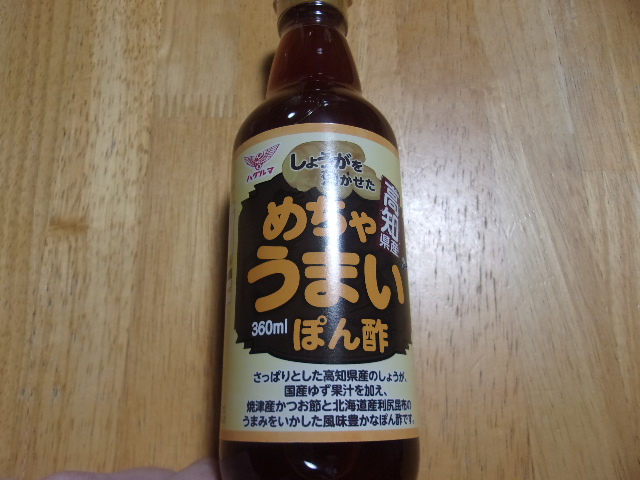 ハグルマ
しょうがを
効かせた
高知
県産
めちゃ
うまい
360ml
ぽん酢
さっぱりとした高知県産のしょうが、
国産ゆず果汁を加え、
焼津産かつお節と北海道産利尻昆布の
うまみをいかした風味豊かなぽん酢です。